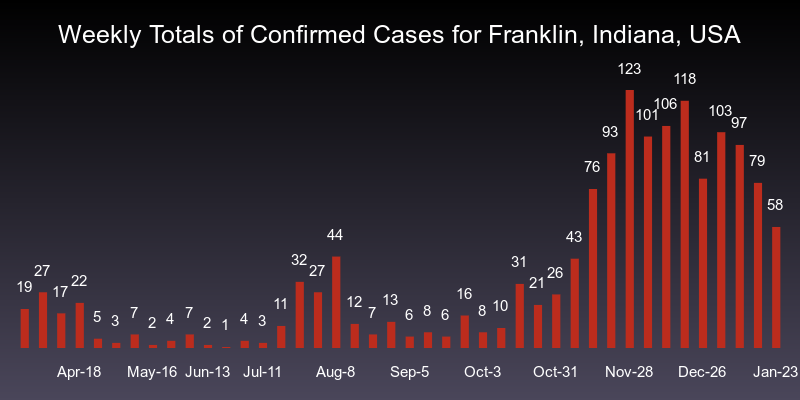 Weekly Totals of Confirmed Cases for Franklin, Indiana, USA
19 27 17 22 5 3 7 2 4 7 2 1 4 3 11 32 27 44 12 7 13 6 8 6 16 8 10 31 21 26 43 76 93 123 101 106 118 81 103 97 79 58
Apr-18 May-16 Jun-13 Jul-11 Aug-8 Sep-5 Oct-3 Oct-31 Nov-28 Dec-26 Jan-23